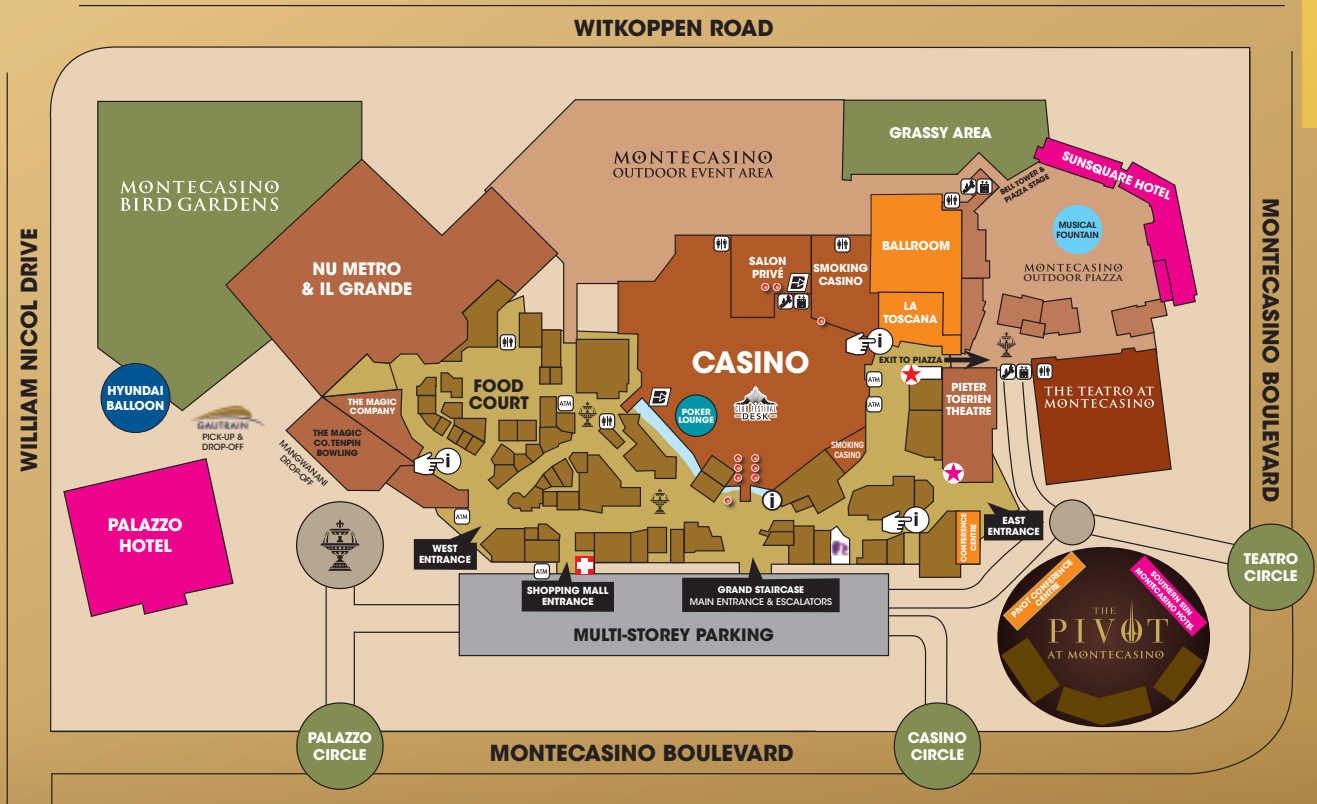 WITKOPPEN ROAD
GRASSY AREA
MONTECASINO
OUTDOOR EVENT AREA
SUNSQUARE HOTEL
MONTECASINO
BIRD GARDENS
BELL TOWER &
PIAZZA STAGE
WILLIAM NICOL DRIVE
MONTECASINO BOULEVARD
MUSICAL
FOUNTAIN
BALLROOM
MONTECASINO
OUTDOOR PIAZZA
NU METRO
& IL GRANDE
SALON
PRIVÉ
SMOKING
CASINO
LA
TOSCANA
i
EXIT TO PIAZZA
CASINO
HYUNDAI
BALLOON
FOOD
COURT
ATM
PIETER
TOERIEN
THEATRE
THE TEATRO AT
MONTECASINO
THE MAGIC
COMPANY
ATM
ATM
POKER
LOUNGE
DESK
GAUTRAIN
PICK-UP &
DROP-OFF
THE MAGIC
CO. TENPIN
BOWLING
MANGWANANI
DROP-OFF
i
SMOKING
CASINO
i
ATM
i
PALAZZO
HOTEL
WEST
ENTRANCE
CONFERENCE
CENTRE
EAST
ENTRANCE
ATM
SHOPPING MALL
ENTRANCE
GRAND STAIRCASE
MAIN ENTRANCE & ESCALATORS
TEATRO
CIRCLE
PIVOT CONFERENCE
CENTRE
SOUTHERN SUN
MONTECASINO HOTEL
THE
PIVOT
AT MONTECASINO
MULTI-STOREY PARKING
PALAZZO
CIRCLE
CASINO
CIRCLE
MONTECASINO BOULEVARD